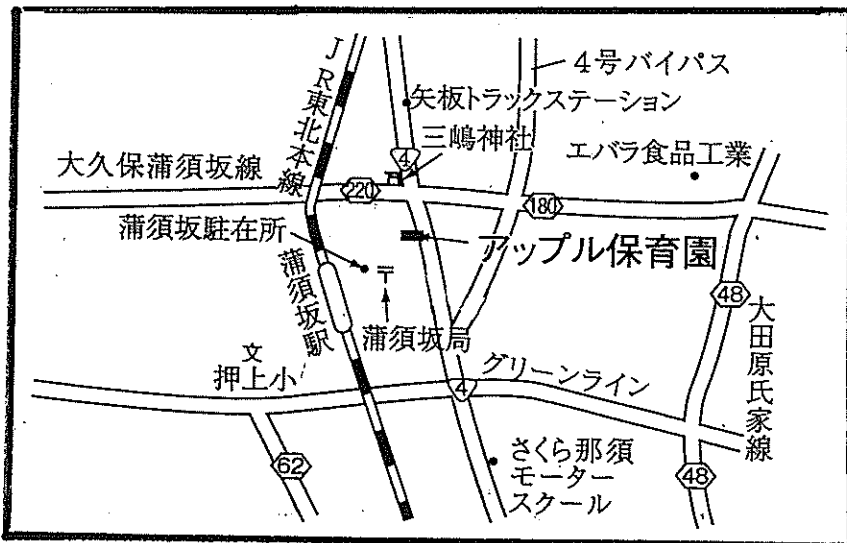 JR東北本線
4号バイパス
矢板トラックステーション
三嶋神社
4
エバラ食品工業
大久保蒲須坂線
220
180
蒲須坂駐在所
アップル保育園
蒲須坂駅
〒
蒲須坂局
48
大田原氏家線
文
押上小
グリーンライン
4
62
さくら那須
モーター
スクール
48